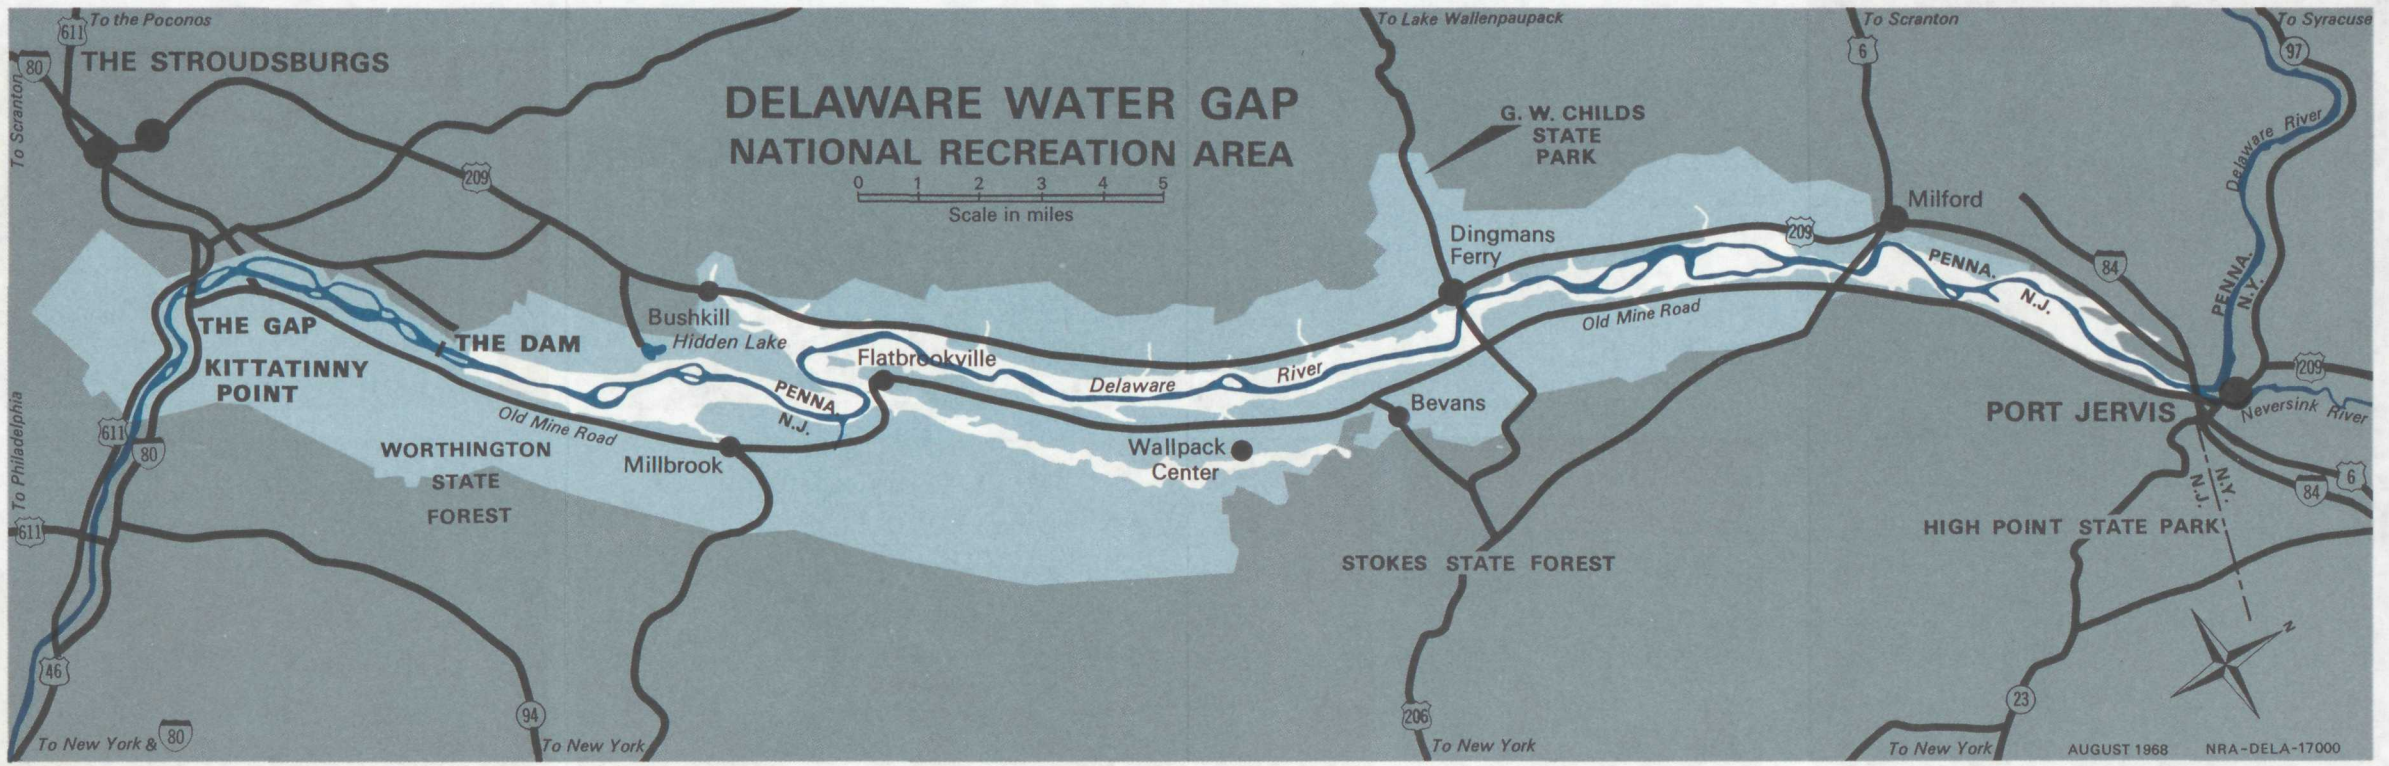 To the Poconos
611
THE STROUDSBURGS
80
To Scranton
209
DELAWARE WATER GAP
NATIONAL RECREATION AREA
0 1 2 3 4 5
Scale in miles
To Lake Wallenpaupack
G. W. CHILDS
STATE
PARK
To Scranton
6
To Syracuse
97
Delaware River
Milford
209
Dingmans
Ferry
84
PENNA.
N.Y.
PENNA.
N.J.
THE GAP
KITTATINNY
POINT
THE DAM
Bushkill
Hidden Lake
Flatbrookville
Delaware River
Old Mine Road
209
Neversink River
PORT JERVIS
PENNA.
N.J.
Old Mine Road
Bevans
Wallpack
Center
Millbrook
WORTHINGTON
STATE
FOREST
To Philadelphia
611
80
611
N.J.
N.Y.
6
84
HIGH POINT STATE PARK
STOKES STATE FOREST
N
46
94
206
23
To New York & 80
To New York
To New York
To New York
AUGUST 1968 NRA-DELA-17000